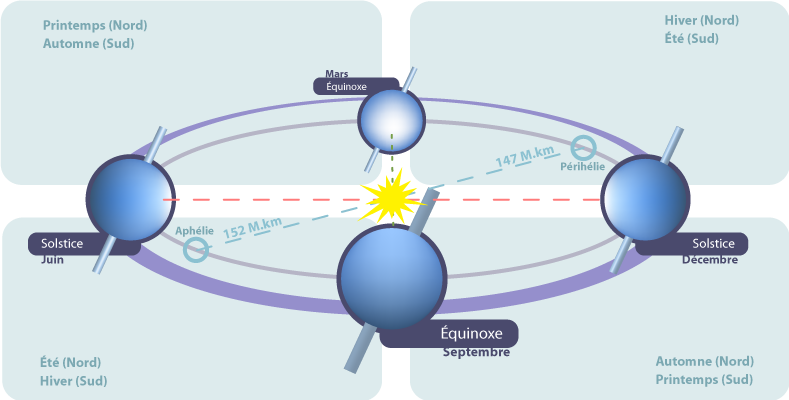 Printemps (Nord)
Automne (Sud)
Hiver (Nord)
Été (Sud)
Mars
Équinoxe
147 M.km
Périhélie
Aphélie
152 M.km
Solstice
Juin
Solstice
Décembre
Équinoxe
Septembre
Été (Nord)
Hiver (Sud)
Automne (Nord)
Printemps (Sud)